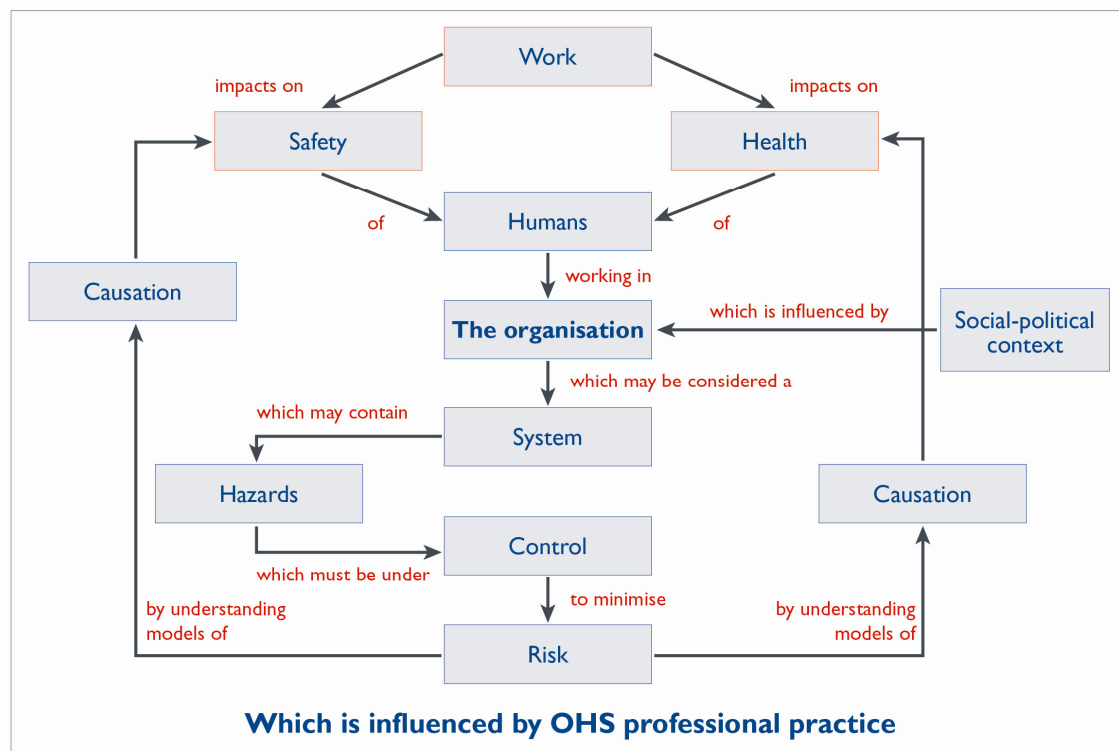 Work
impacts on
impacts on
Safety
Health
of
Humans
of
working in
Causation
The organisation
which is influenced by
Social-political
context
which may be considered a
which may contain
System
Hazards
Causation
Control
which must be under
to minimise
by understanding
models of
by understanding
models of
Risk
Which is influenced by OHS professional practice